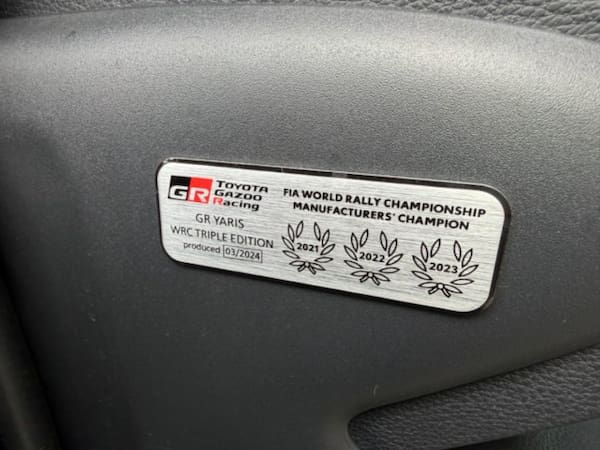 GR TOYOTA
GAZOO
Racing
GR YARIS
WRC TRIPLE EDITION
produced 03/2024
FIA WORLD RALLY CHAMPIONSHIP
MANUFACTURERS' CHAMPION
2021 2022 2023